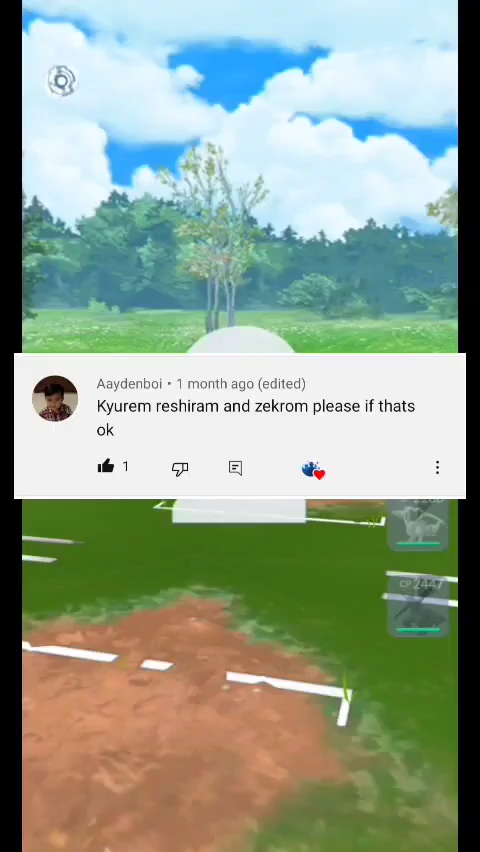 Aaydenboi • 1 month ago (edited)
Kyurem reshiram and zekrom please if thats
ok
1
CP 2447